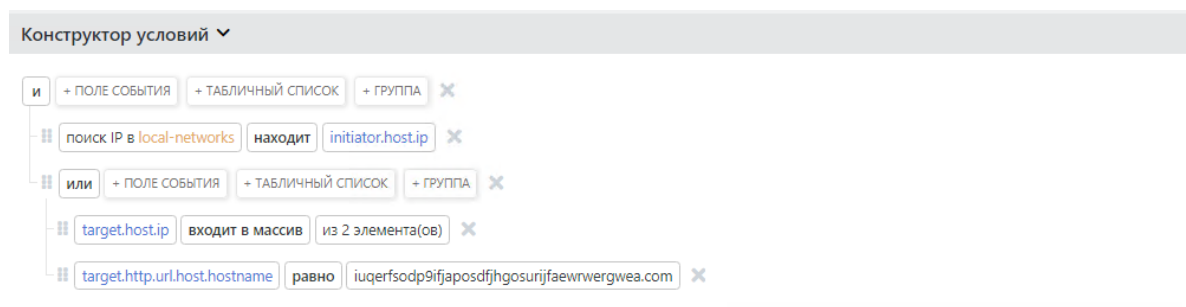 Конструктор условий
и + ПОЛЕ СОБЫТИЯ + ТАБЛИЧНЫЙ СПИСОК + ГРУППА
поиск IP в local-networks находит initiator.host.ip
или + ПОЛЕ СОБЫТИЯ + ТАБЛИЧНЫЙ СПИСОК + ГРУППА
target.host.ip входит в массив из 2 элемента(ов)
target.http.url.host.hostname равно iuqerfsodp9ifjaposdfjhgosurijfaewrwergwea.com